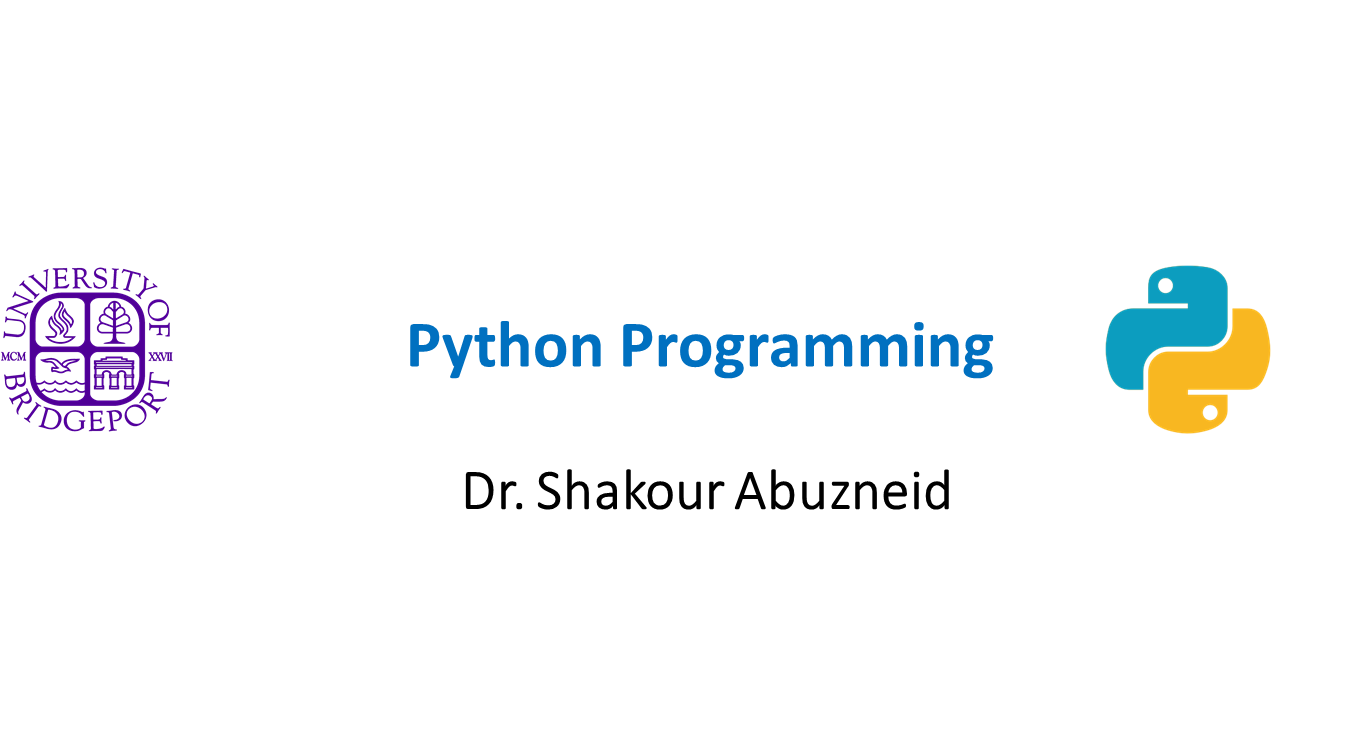 UNIVERSITY OF
MCM XXVII
BRIDGEPORT
Python Programming
Dr. Shakour Abuzneid